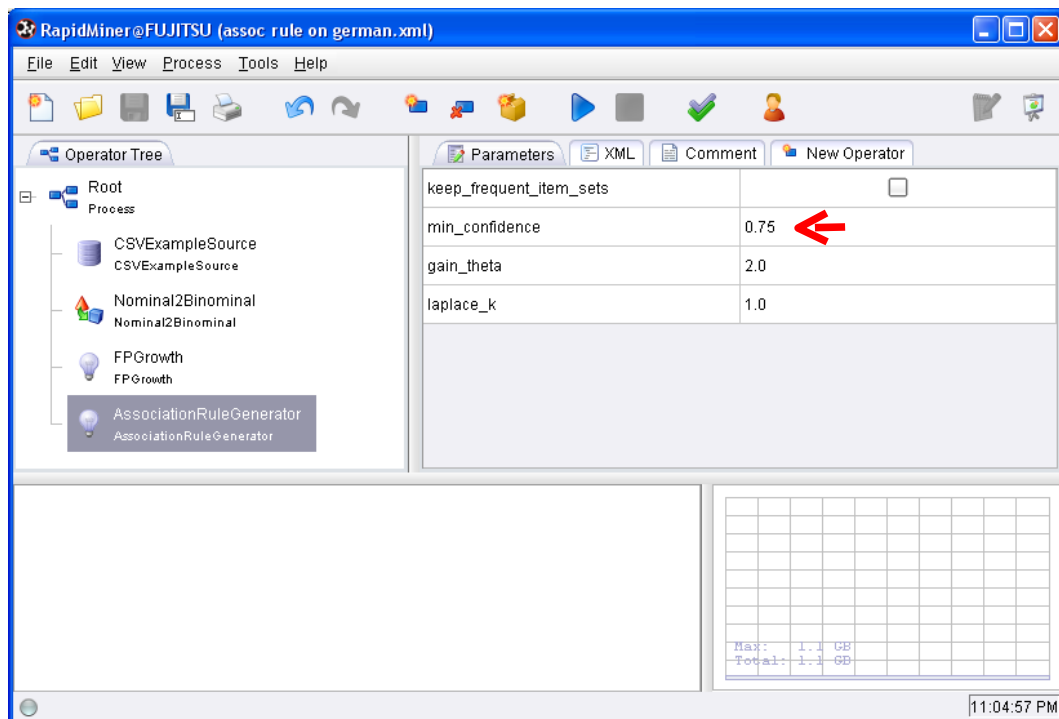 RapidMiner@FUJITSU (assoc rule on german.xml)
File Edit View Process Tools Help
Operator Tree
Root
Process
CSVExampleSource
CSVExampleSource
Nominal2Binominal
Nominal2Binominal
FPGrowth
FPGrowth
AssociationRuleGenerator
AssociationRuleGenerator
Parameters XML Comment New Operator
keep_frequent_item_sets
min_confidence 0.75
gain_theta 2.0
laplace_k 1.0
Max: 1.1 GB
Total: 1.1 GB
11:04:57 PM